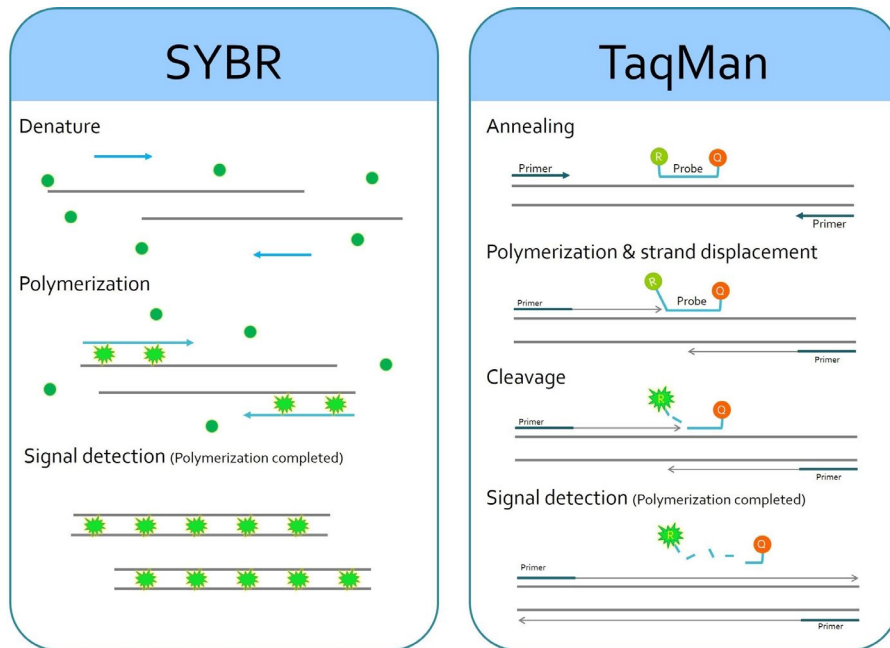 SYBR
Denature
Polymerization
Signal detection (Polymerization completed)
TaqMan
Annealing
Primer
R
Probe
Q
Primer
Polymerization & strand displacement
R
Q
Primer
Probe
Primer
Cleavage
R
Q
Primer
Primer
Signal detection (Polymerization completed)
R
Q
Primer
Primer